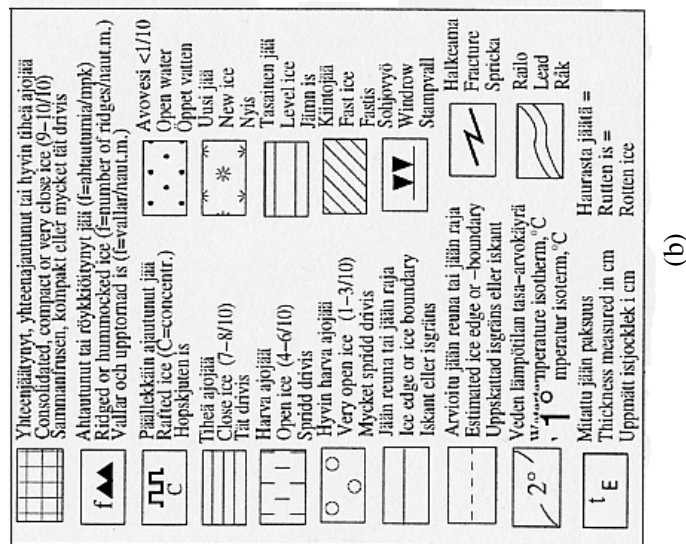 Yhteenjäätynyt, yhteenajautunut tai hyvin tiheä ajojää
Consolidated, compact or very close ice (9–10/10)
Sammanfrusen, kompakt eller mycket tät drivis
f
Ahtautunut tai röykkiöitynyt jää (f=ahtautumia/mpk)
Ridged or hummocked ice (f=number of ridges/naut.m.)
Vallar och upptornad is (f=vallar/naut.m.)
C
Päällekkäin ajautunut jää
Rafted ice (C=concentr.)
Hopskjuten is
Tiheä ajojää
Close ice (7–8/10)
Tät drivis
Harva ajojää
Open ice (4–6/10)
Spridd drivis
Hyvin harva ajojää
Very open ice (1–3/10)
Mycket spridd drivis
Jään reuna tai jään raja
Ice edge or ice boundary
Iskant eller isgräns
Arvioitu jään reuna tai jään raja
Estimated ice edge or –boundary
Uppskattad isgräns eller iskant
2°
Veden lämpötilan tasa–arvokäyrä
mperature isotherm,°C
1°
mperatur isoterm,°C
t E
Mitattu jään paksuus
Thickness measured in cm
Uppmätt istjocklek i cm
Avovesi <1/10
Open water
Öppet vatten
Uusi jää
New ice
Nyis
Tasainen jää
Level ice
Jämn is
Kiintojää
Fast ice
Fastis
Sohjovyö
Windrow
Stampvall
Halkeama
Fracture
Spricka
Railo
Lead
Råk
Haurasta jäätä =
Rutten is =
Rotten ice
(b)